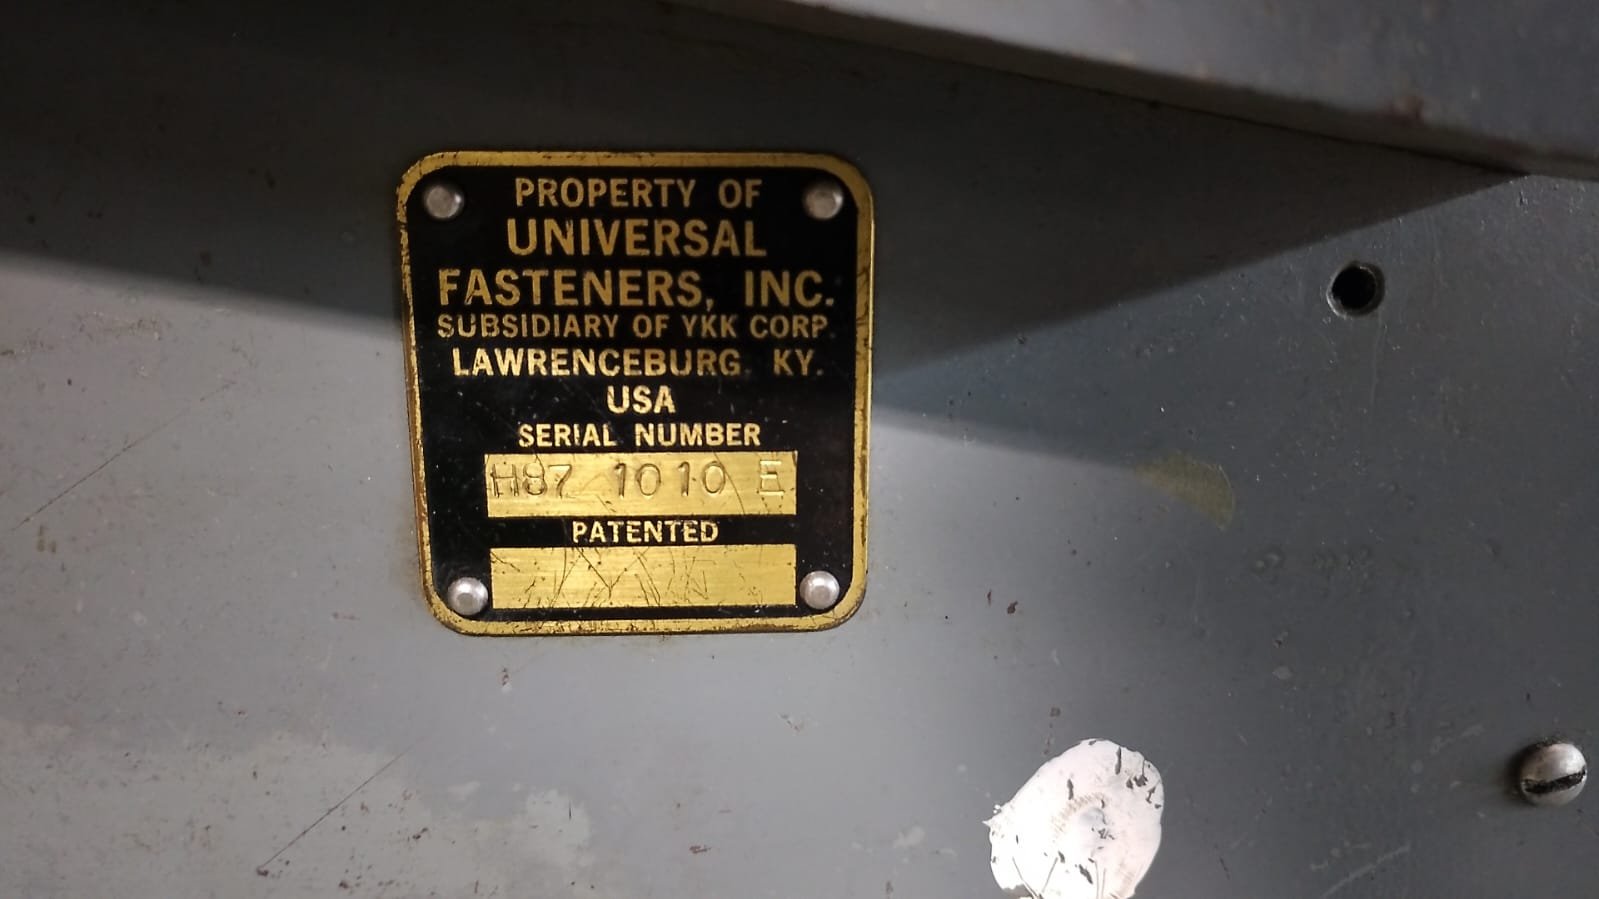 PROPERTY OF
UNIVERSAL
FASTENERS, INC.
SUBSIDIARY OF YKK CORP.
LAWRENCEBURG. KY.
USA
SERIAL NUMBER
H87 1010 E
PATENTED